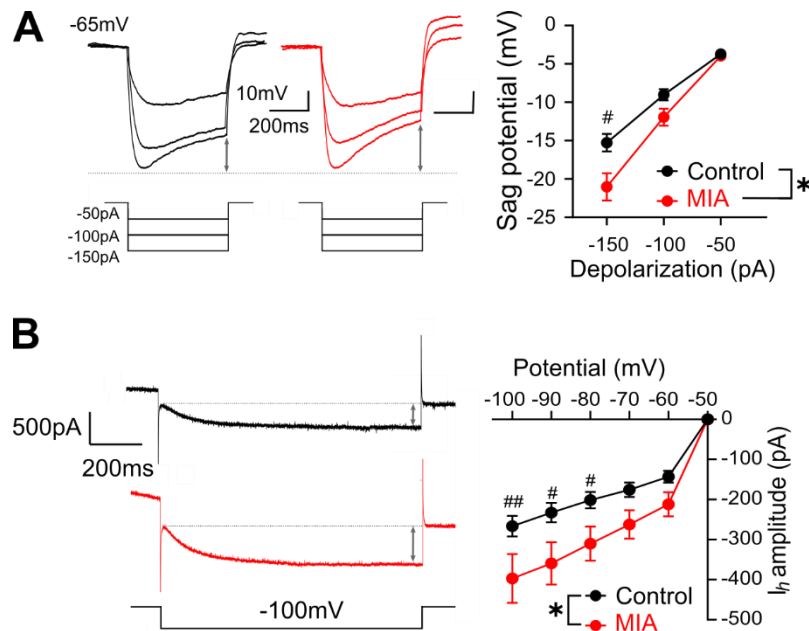 A
-65mV
10mV
200ms
-50pA
-100pA
-150pA
Sag potential (mV)
0
-5
-10
-15
-20
-25
#
Control
MIA
*
-150
-100
-50
Depolarization (pA)
B
500pA
200ms
-100mV
Potential (mV)
-100
-90
-80
-70
-60
-50
0
-100
-200
-300
-400
-500
Ih amplitude (pA)
##
#
#
Control
MIA
*